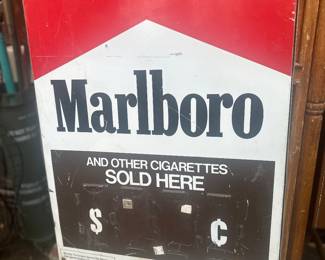 Marlboro
AND OTHER CIGARETTES
SOLD HERE
$ ¢